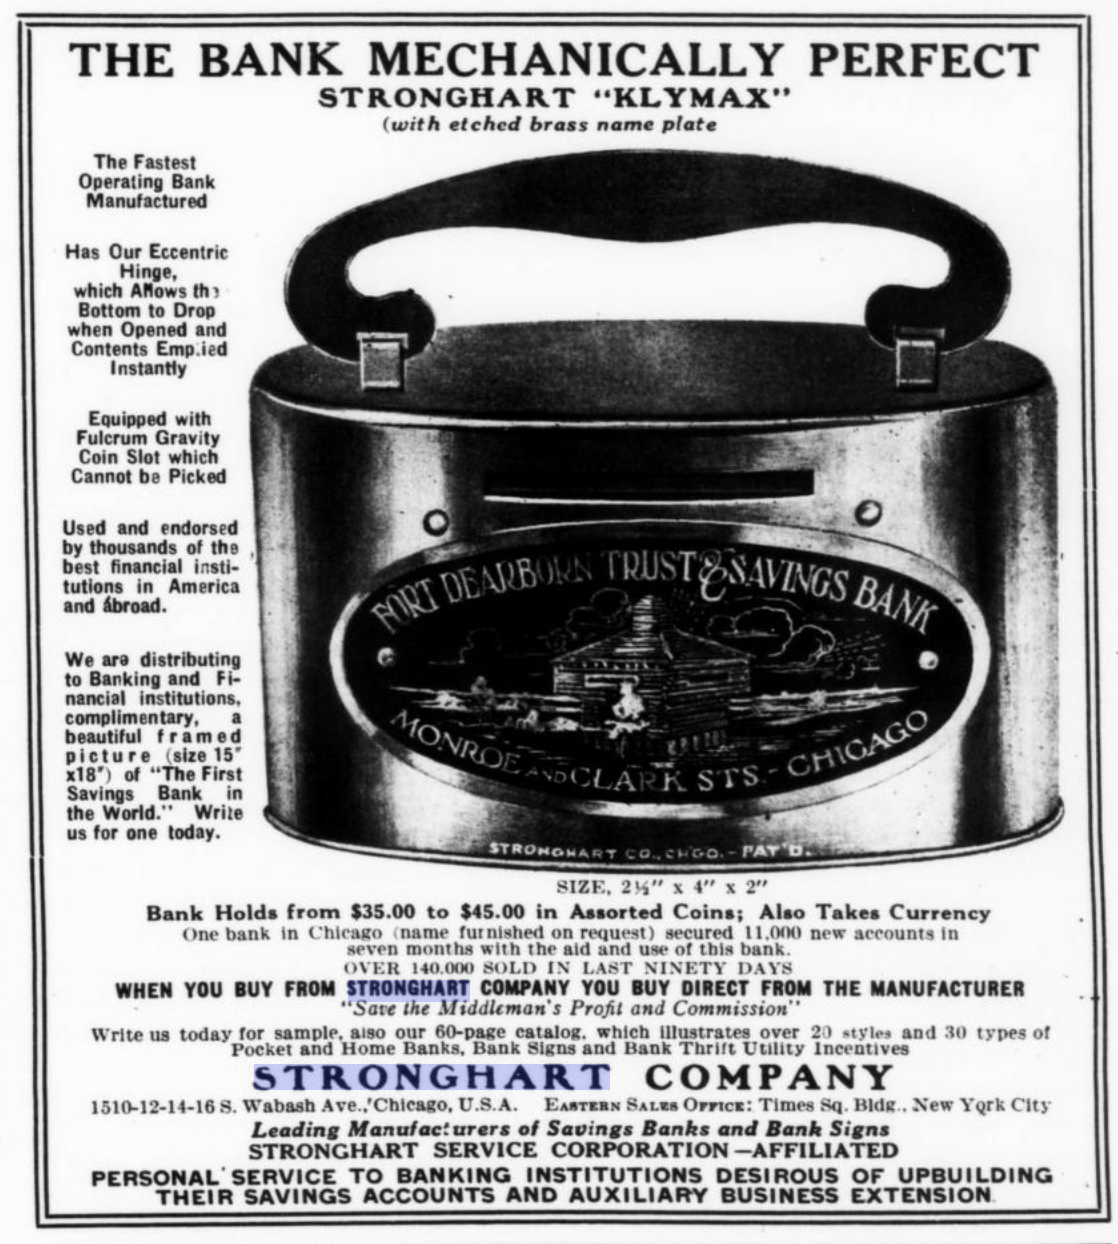 THE BANK MECHANICALLY PERFECT
STRONGHART "KLYMAX"
(with etched brass name plate
The Fastest
Operating Bank
Manufactured
Has Our Eccentric
Hinge,
which Allows the
Bottom to Drop
when Opened and
Contents Emptied
Instantly
Equipped with
Fulcrum Gravity
Coin Slot which
Cannot be Picked
Used and endorsed
by thousands of the
best financial insti-
tutions in America
and abroad.
We are distributing
to Banking and Fi-
nancial institutions,
complimentary, a
beautiful framed
picture (size 15"
x18") of "The First
Savings Bank in
the World." Write
us for one today.
FORT DEARBORN TRUST & SAVINGS BANK
MONROE AND CLARK STS - CHICAGO
STRONGHART CO., CHGO. - PAT'D.
SIZE, 2½" x 4" x 2"
Bank Holds from $35.00 to $45.00 in Assorted Coins; Also Takes Currency
One bank in Chicago (name furnished on request) secured 11,000 new accounts in
seven months with the aid and use of this bank.
OVER 140.000 SOLD IN LAST NINETY DAYS
WHEN YOU BUY FROM STRONGHART COMPANY YOU BUY DIRECT FROM THE MANUFACTURER
"Save the Middleman's Profit and Commission"
Write us today for sample, also our 60-page catalog, which illustrates over 20 styles and 30 types of
Pocket and Home Banks, Bank Signs and Bank Thrift Utility Incentives
STRONGHART COMPANY
1510-12-14-16 S. Wabash Ave., Chicago, U.S.A. EASTERN SALES OFFICE: Times Sq. Bldg., New York City
Leading Manufacturers of Savings Banks and Bank Signs
STRONGHART SERVICE CORPORATION—AFFILIATED
PERSONAL SERVICE TO BANKING INSTITUTIONS DESIROUS OF UPBUILDING
THEIR SAVINGS ACCOUNTS AND AUXILIARY BUSINESS EXTENSION.